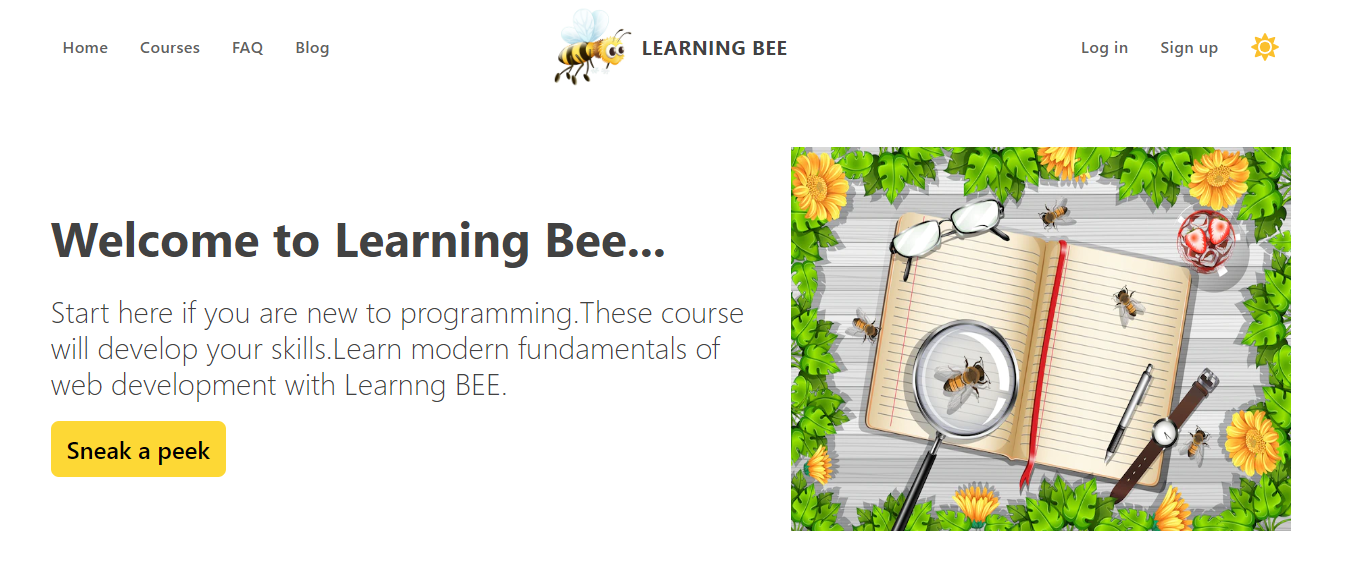 Home Courses FAQ Blog LEARNING BEE Log in Sign up
Welcome to Learning Bee...
Start here if you are new to programming.These course
will develop your skills.Learn modern fundamentals of
web development with Learnng BEE.
Sneak a peek